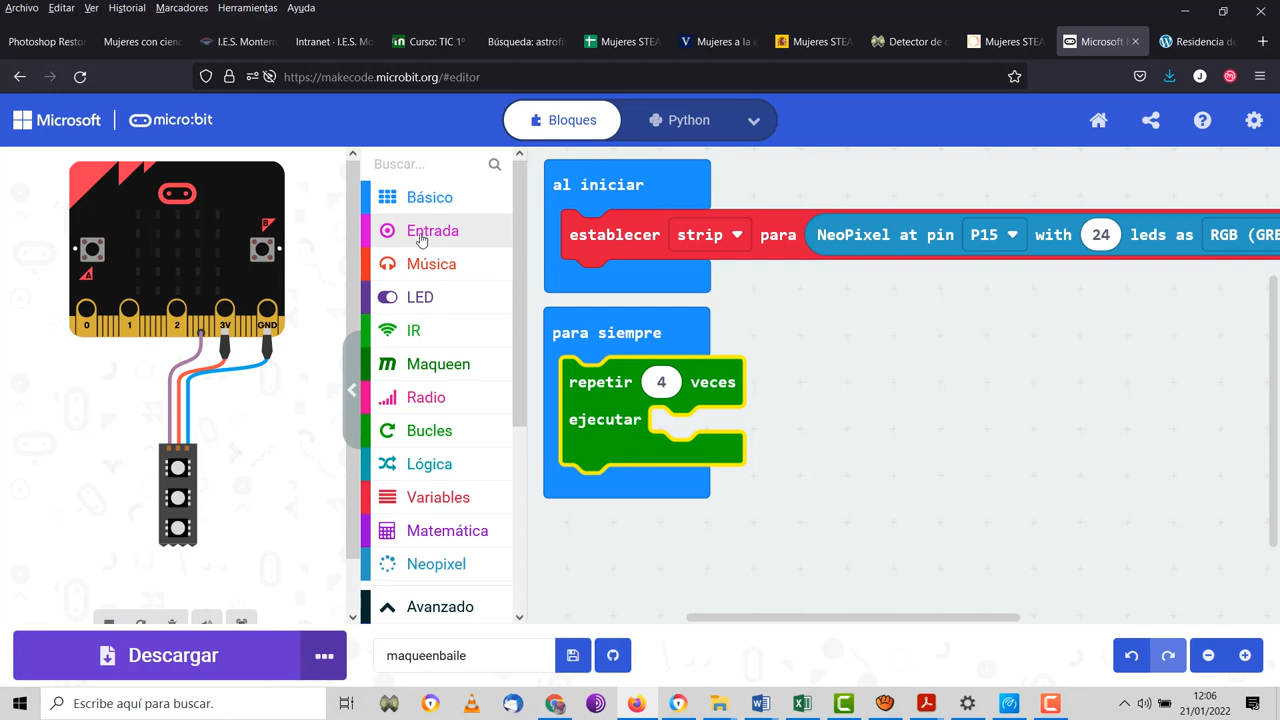 Archivo Editar Ver Historial Marcadores Herramientas Ayuda
Photoshop Resto
Mujeres con cienc
I.E.S. Monterr
Intranet - I.E.S. Mo
Curso: TIC 1º
Búsqueda: astrofí
Mujeres STEA
Mujeres a la e
Mujeres STEA
Detector de c
Mujeres STEA
Microsoft
Residencia de
https://makecode.microbit.org/#editor
Microsoft
micro:bit
Bloques
Python
B
A
0 1 2 3V GND
Buscar...
Básico
Entrada
Música
LED
IR
Maqueen
Radio
Bucles
Lógica
Variables
Matemática
Neopixel
Avanzado
al iniciar
establecer strip para NeoPixel at pin P15 with 24 leds as RGB (GRB
para siempre
repetir 4 veces
ejecutar
Descargar
maqueenbaile
Escribe aquí para buscar.
12:06
21/01/2022